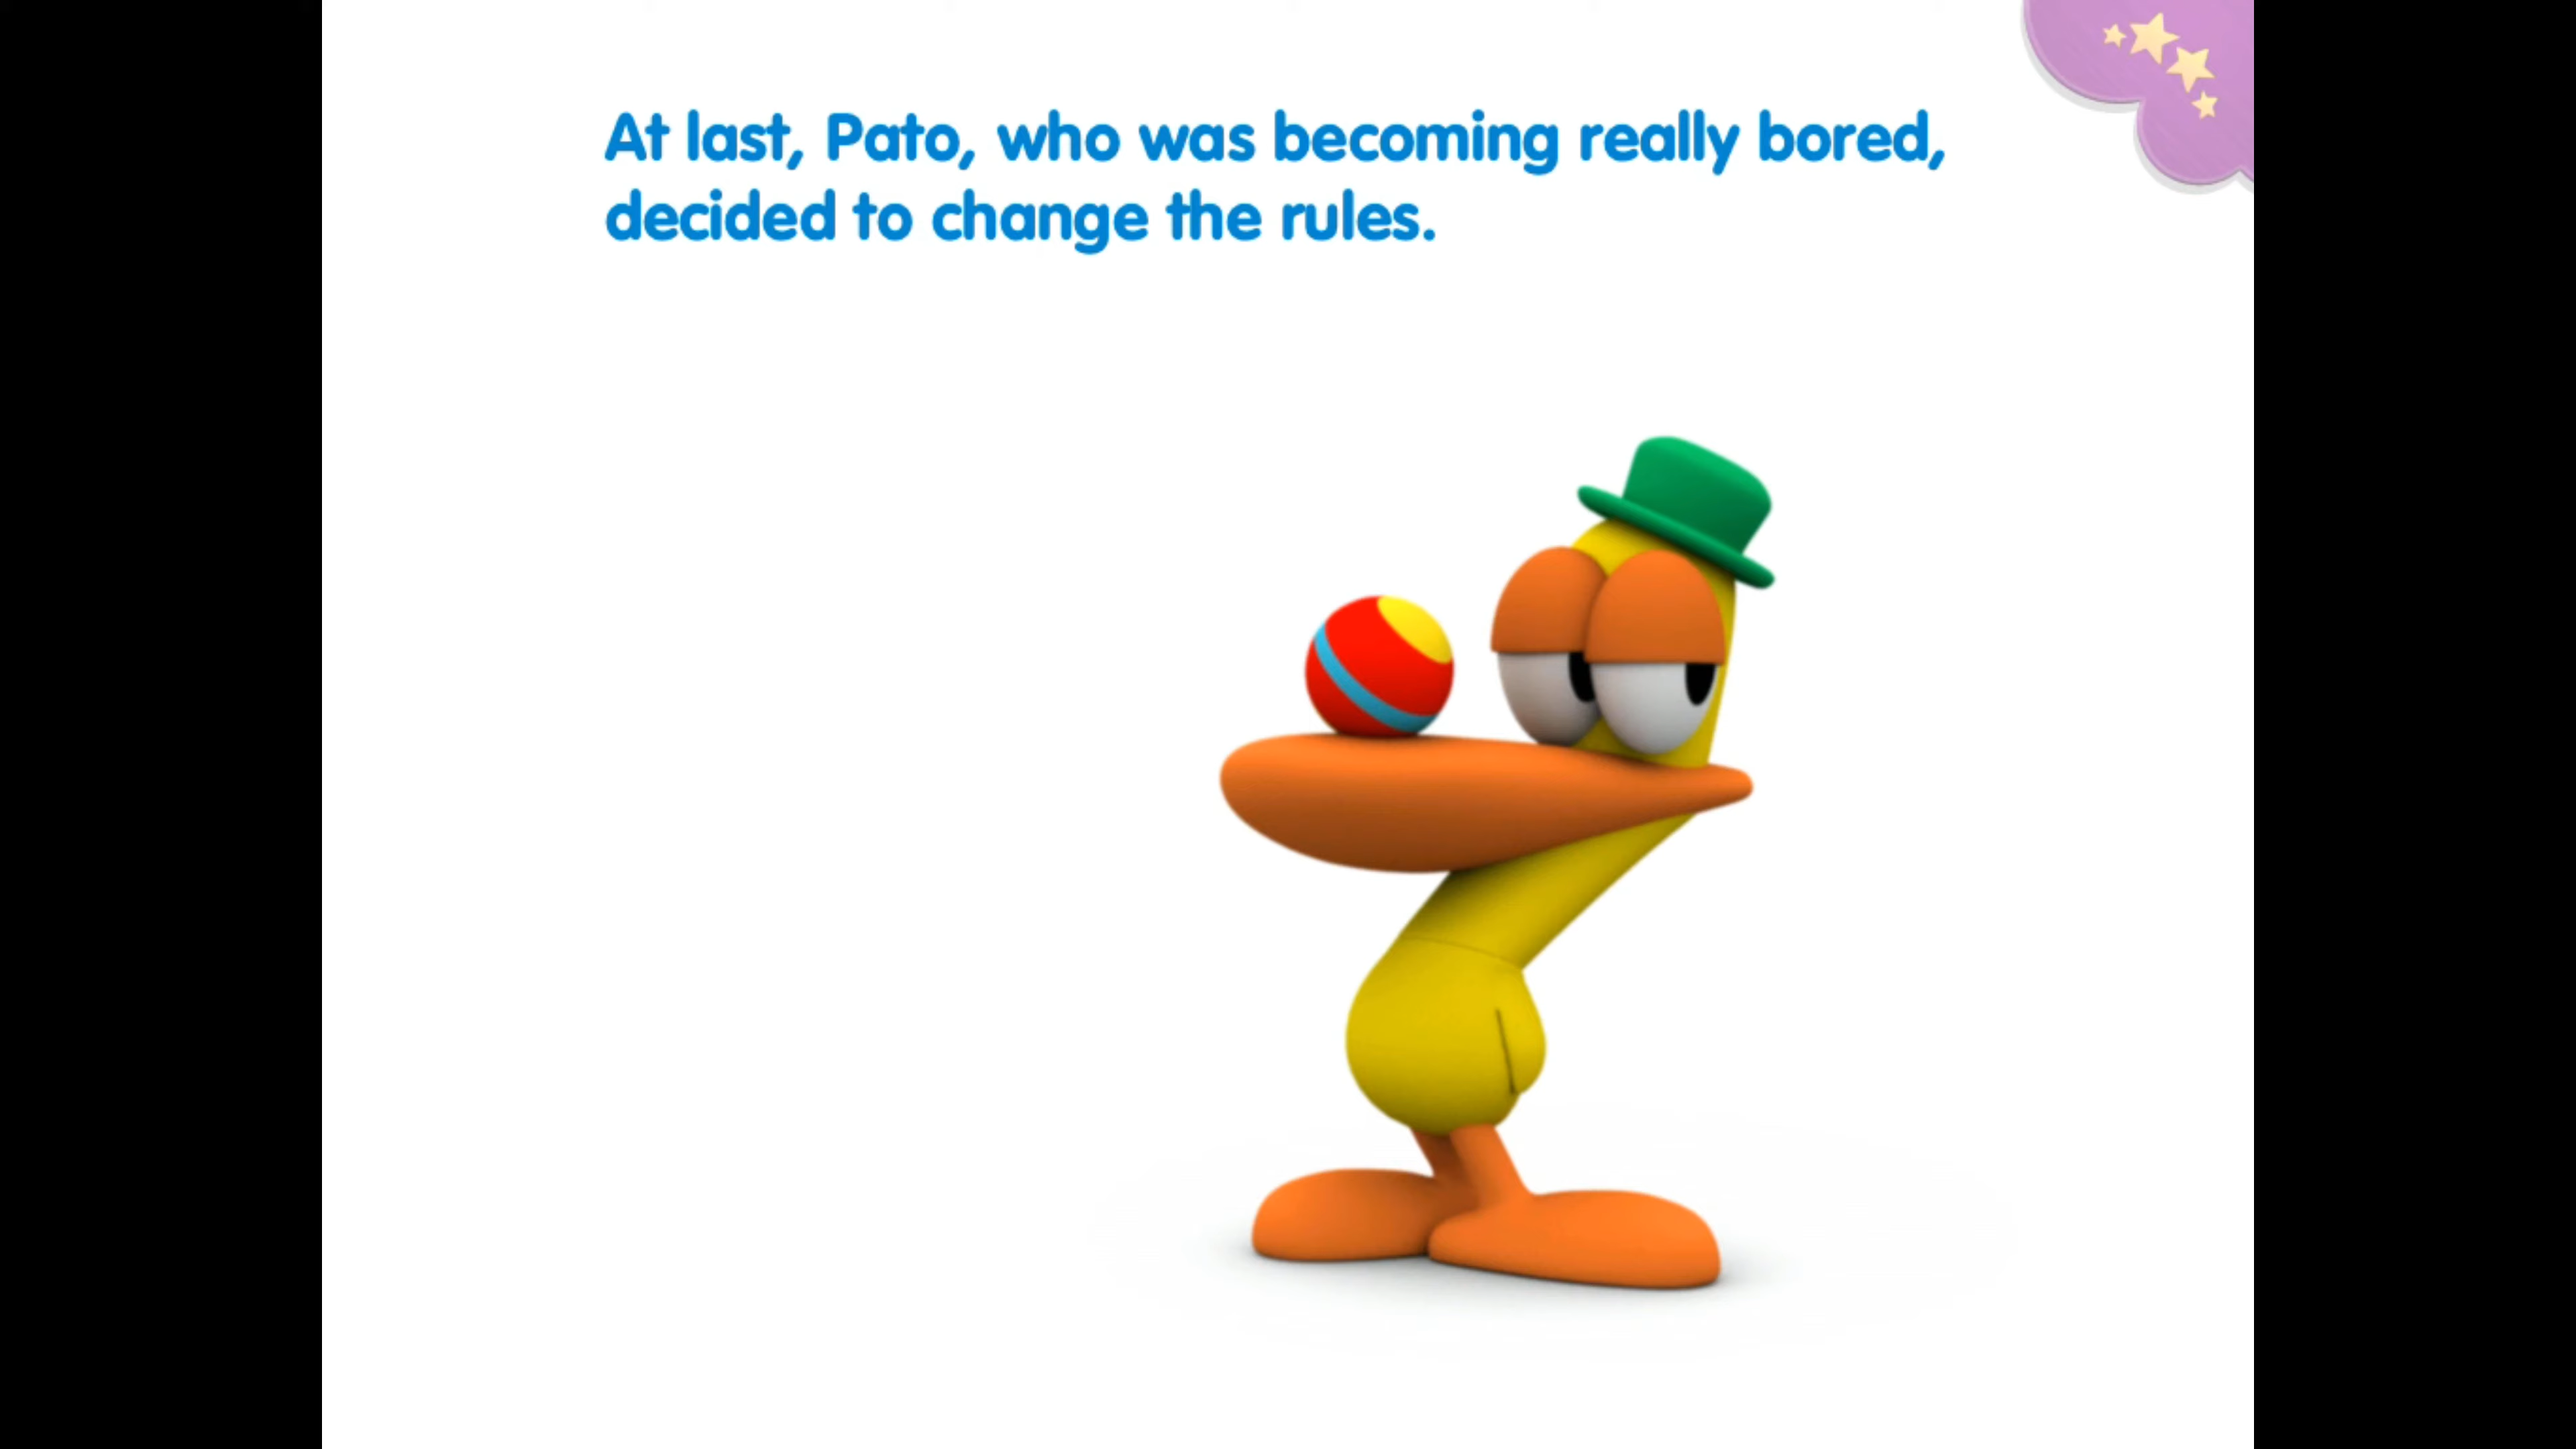 At last, Pato, who was becoming really bored,
decided to change the rules.